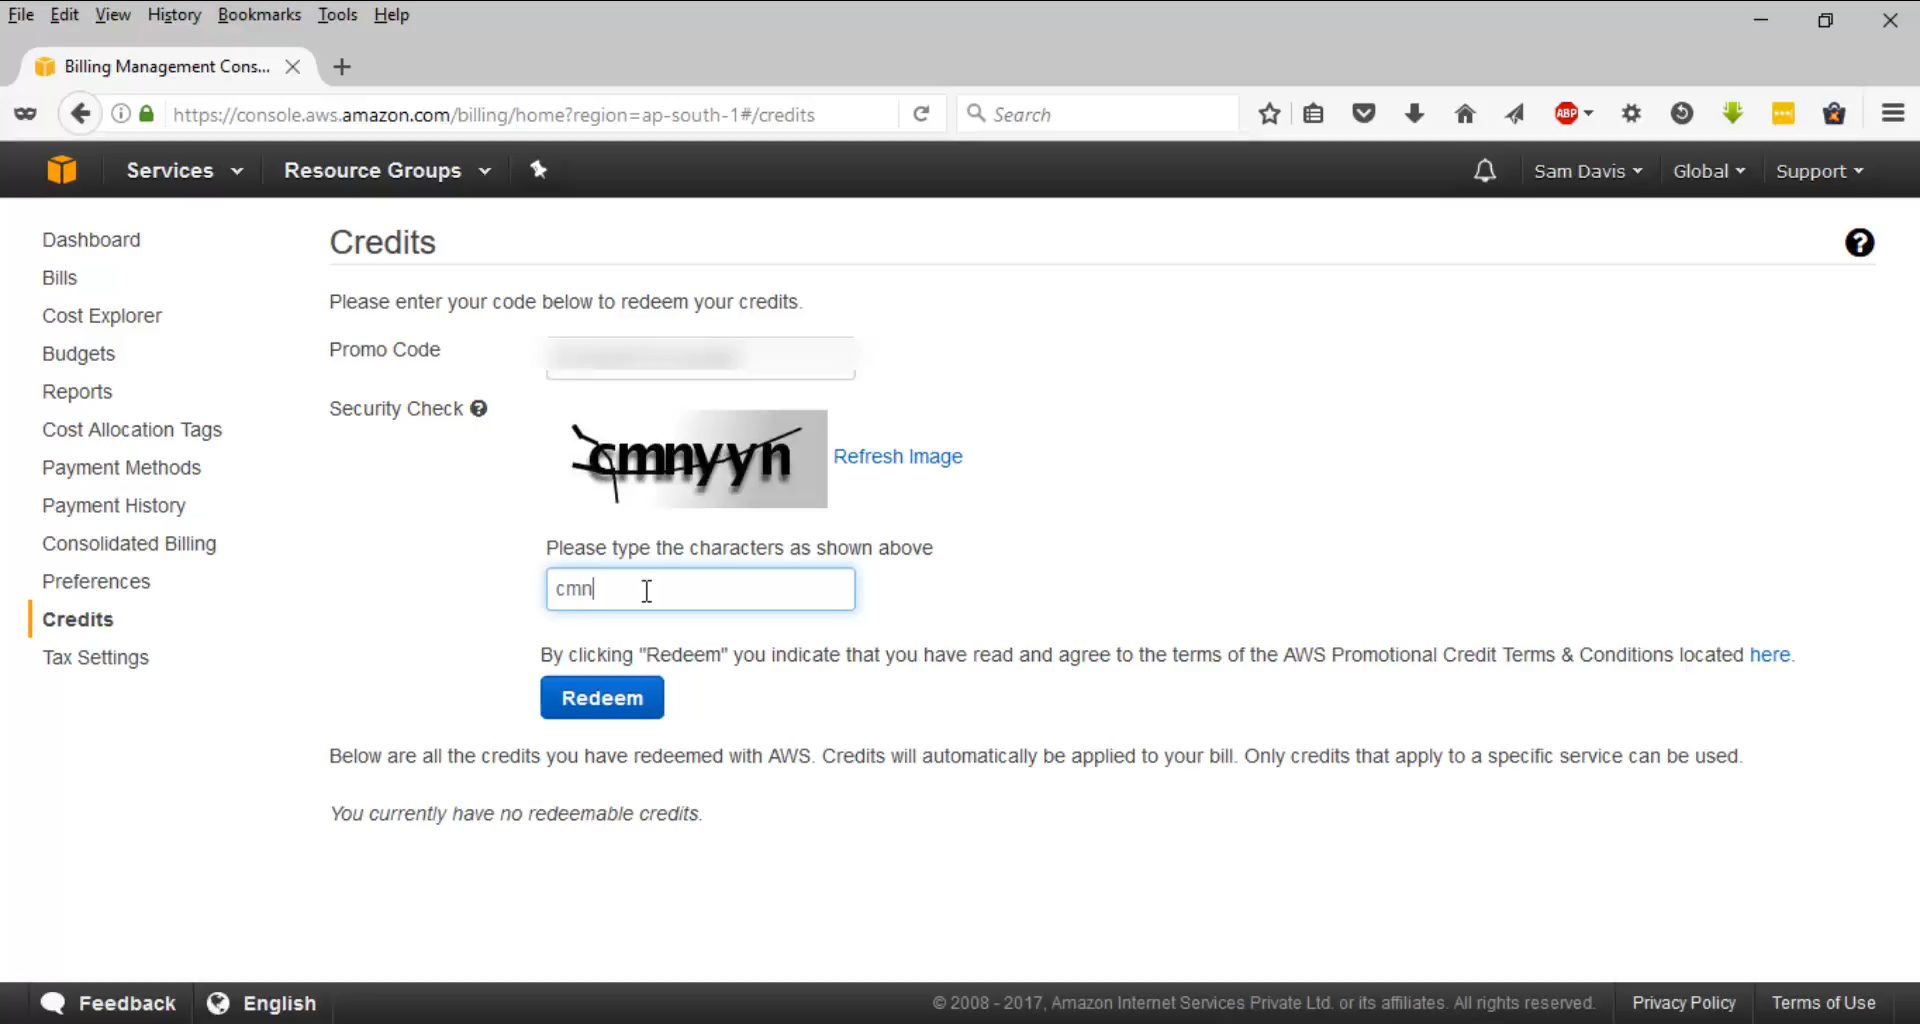 File Edit View History Bookmarks Tools Help
Billing Management Cons...
https://console.aws.amazon.com/billing/home?region=ap-south-1#/credits
Search
ABP
Services
Resource Groups
Sam Davis
Global
Support
Dashboard
Bills
Cost Explorer
Budgets
Reports
Cost Allocation Tags
Payment Methods
Payment History
Consolidated Billing
Preferences
Credits
Tax Settings
Credits
Please enter your code below to redeem your credits.
Promo Code
Security Check
cmnyyn
Refresh Image
Please type the characters as shown above
cmn
By clicking "Redeem" you indicate that you have read and agree to the terms of the AWS Promotional Credit Terms & Conditions located here.
Redeem
Below are all the credits you have redeemed with AWS. Credits will automatically be applied to your bill. Only credits that apply to a specific service can be used.
You currently have no redeemable credits.
Feedback
English
© 2008 - 2017, Amazon Internet Services Private Ltd. or its affiliates. All rights reserved.
Privacy Policy
Terms of Use